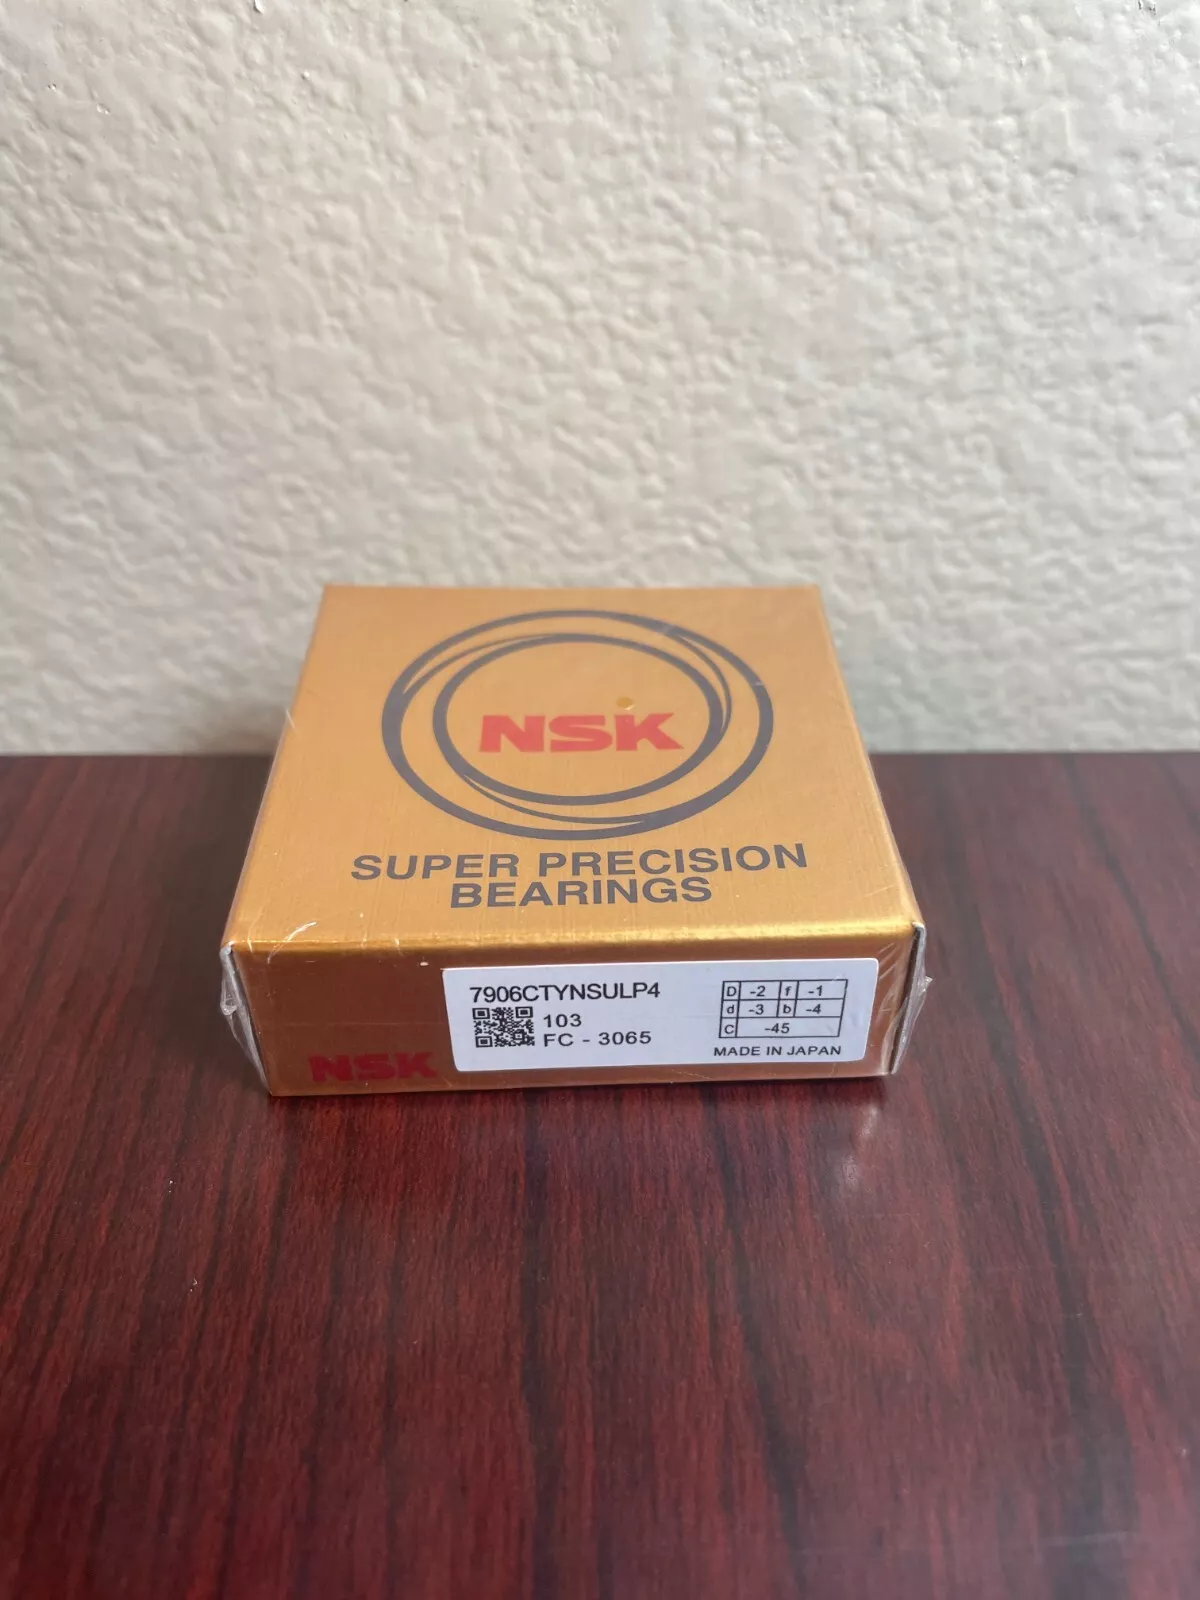 NSK
SUPER PRECISION
BEARINGS
NSK
7906CTYNSULP4
103
FC - 3065
D -2 f -1
d -3 b -4
C -45
MADE IN JAPAN